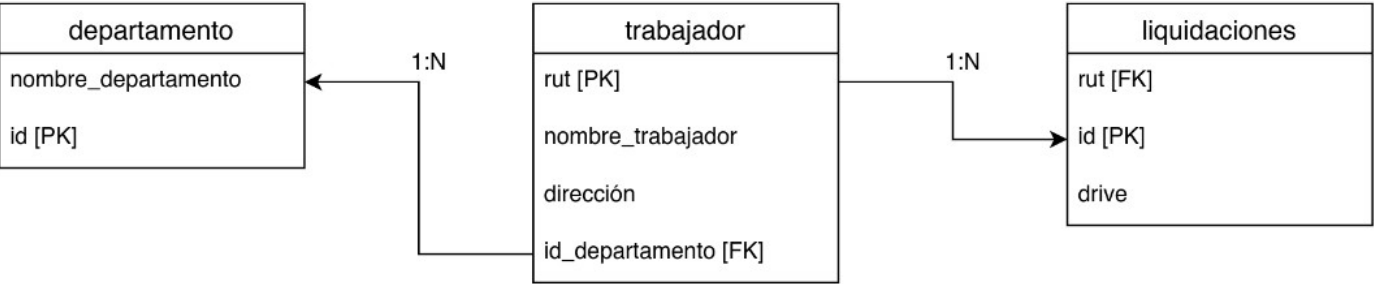 departamento
nombre_departamento
id [PK]
1:N
trabajador
rut [PK]
nombre_trabajador
dirección
id_departamento [FK]
1:N
liquidaciones
rut [FK]
id [PK]
drive